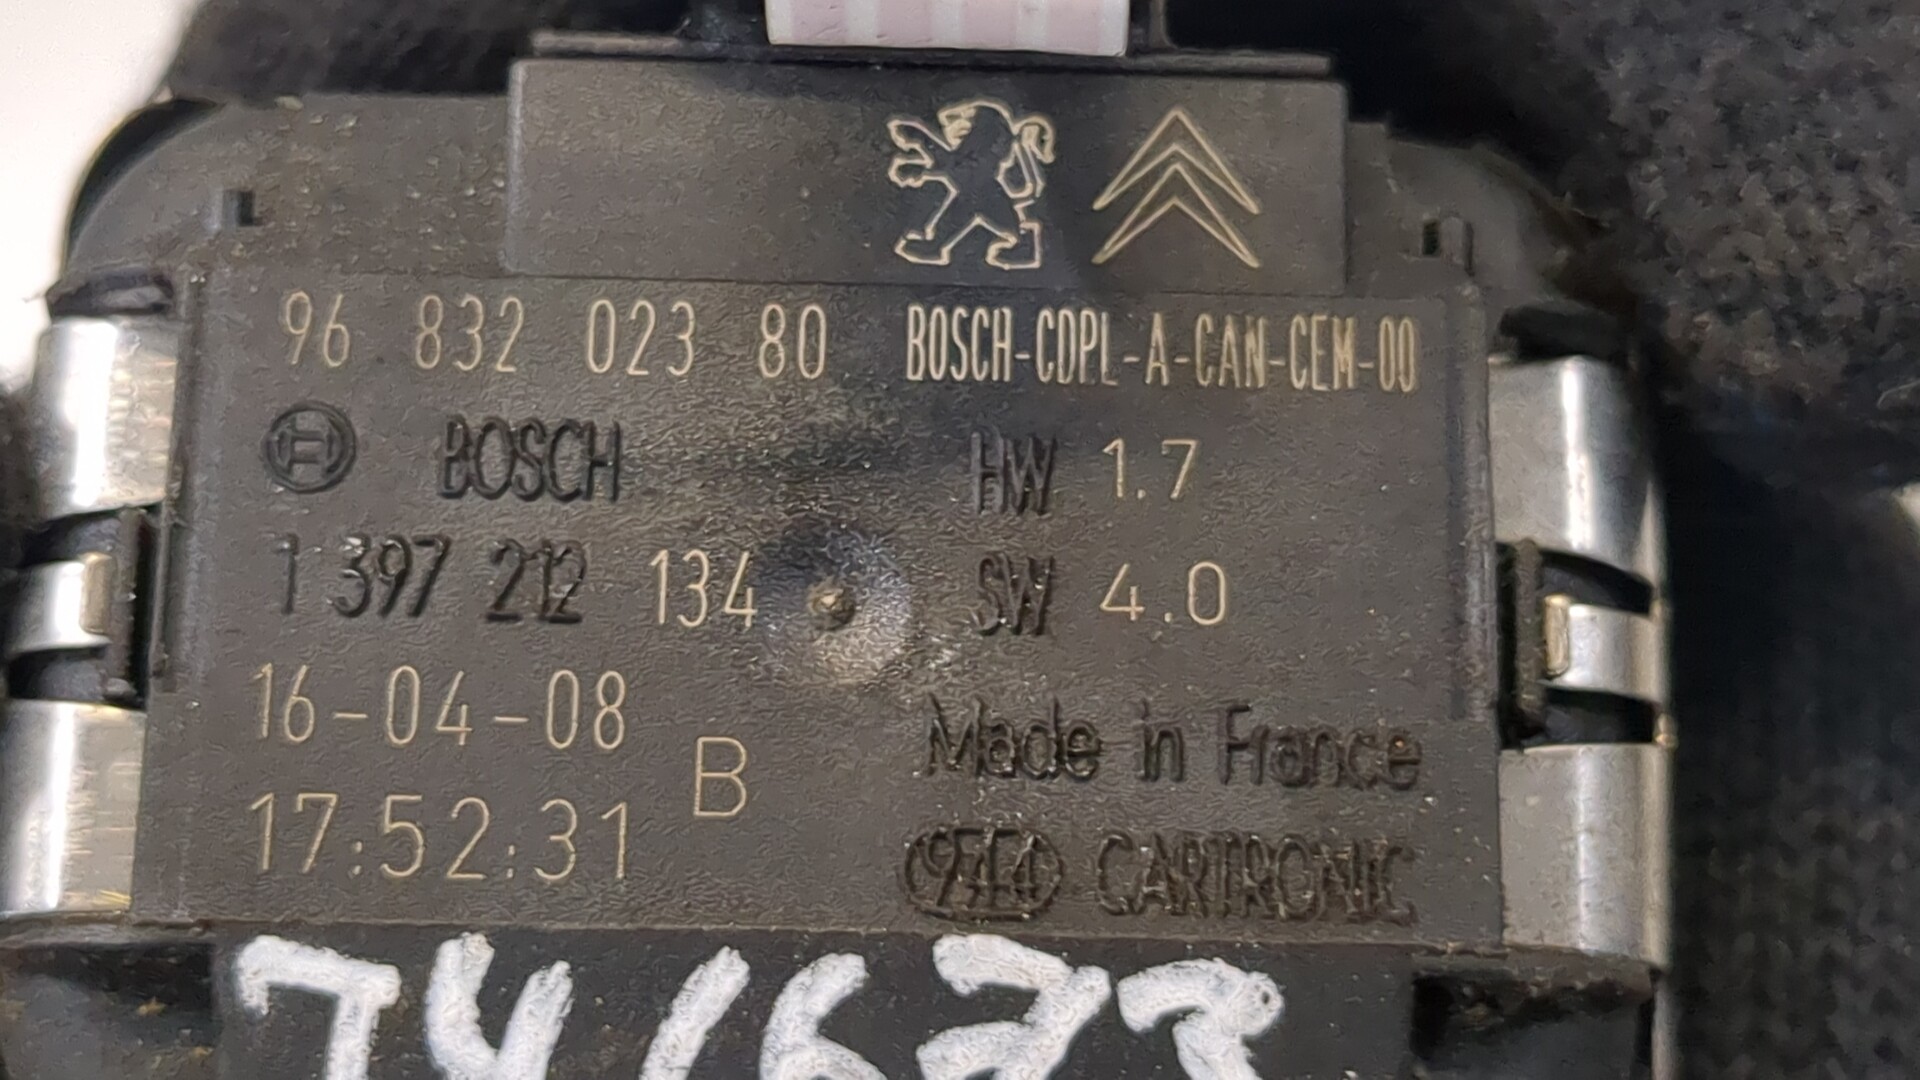 96 832 023 80 BOSCH-CDPL-A-CAN-CEM-00
BOSCH HW 1.7
1 397 212 134 SW 4.0
16-04-08
B
Made in France
17:52:31
CARTRONIC